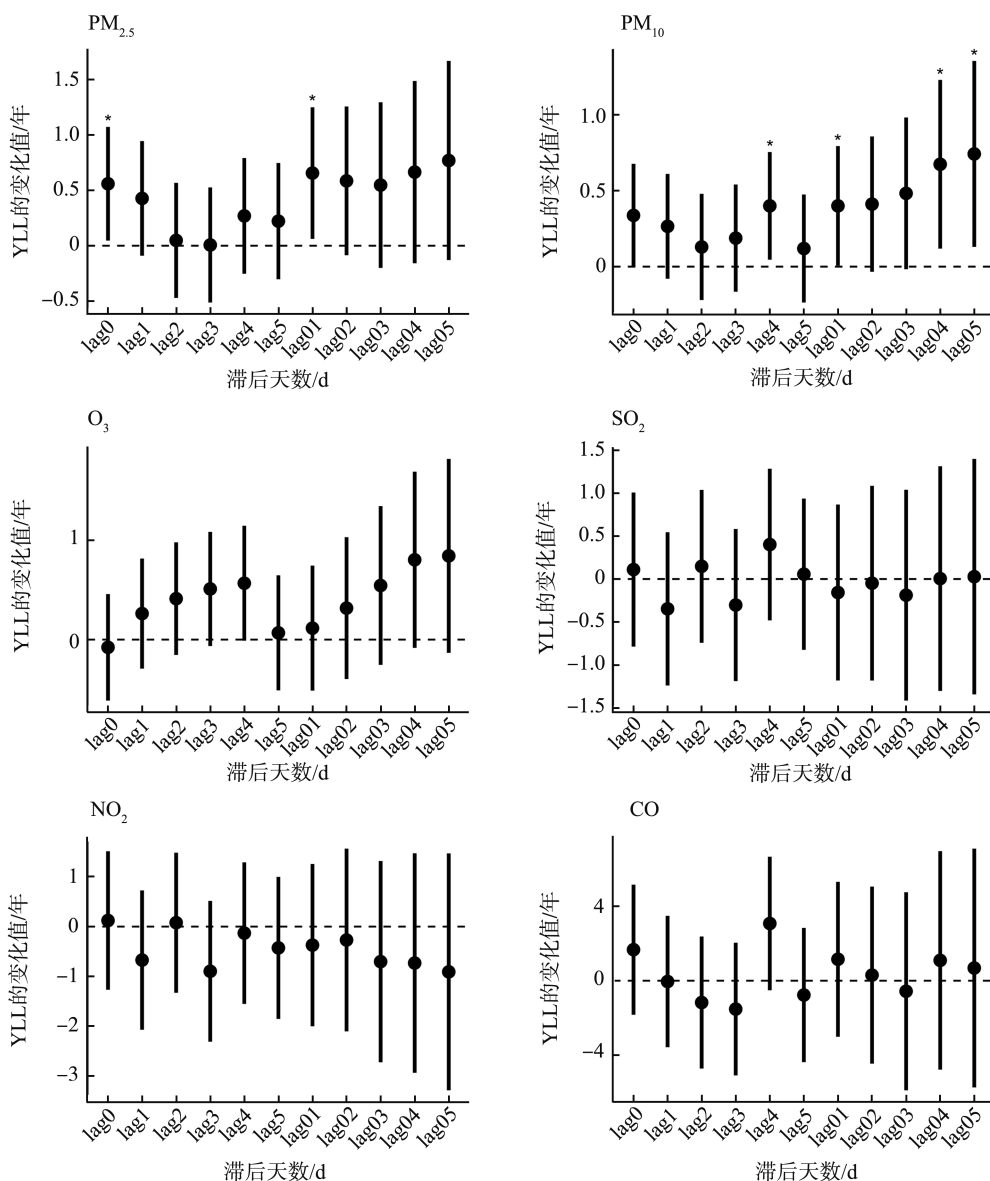 PM2.5
YLL的变化值/年
1.5
1.0
0.5
0
−0.5
* *
lag0 lag1 lag2 lag3 lag4 lag5 lag01 lag02 lag03 lag04 lag05
滞后天数/d
PM10
YLL的变化值/年
1.0
0.5
0
* * * *
lag0 lag1 lag2 lag3 lag4 lag5 lag01 lag02 lag03 lag04 lag05
滞后天数/d
O3
YLL的变化值/年
1
0
lag0 lag1 lag2 lag3 lag4 lag5 lag01 lag02 lag03 lag04 lag05
滞后天数/d
SO2
YLL的变化值/年
1.5
1.0
0.5
0
−0.5
−1.0
−1.5
lag0 lag1 lag2 lag3 lag4 lag5 lag01 lag02 lag03 lag04 lag05
滞后天数/d
NO2
YLL的变化值/年
1
0
−1
−2
−3
lag0 lag1 lag2 lag3 lag4 lag5 lag01 lag02 lag03 lag04 lag05
滞后天数/d
CO
YLL的变化值/年
4
0
−4
lag0 lag1 lag2 lag3 lag4 lag5 lag01 lag02 lag03 lag04 lag05
滞后天数/d